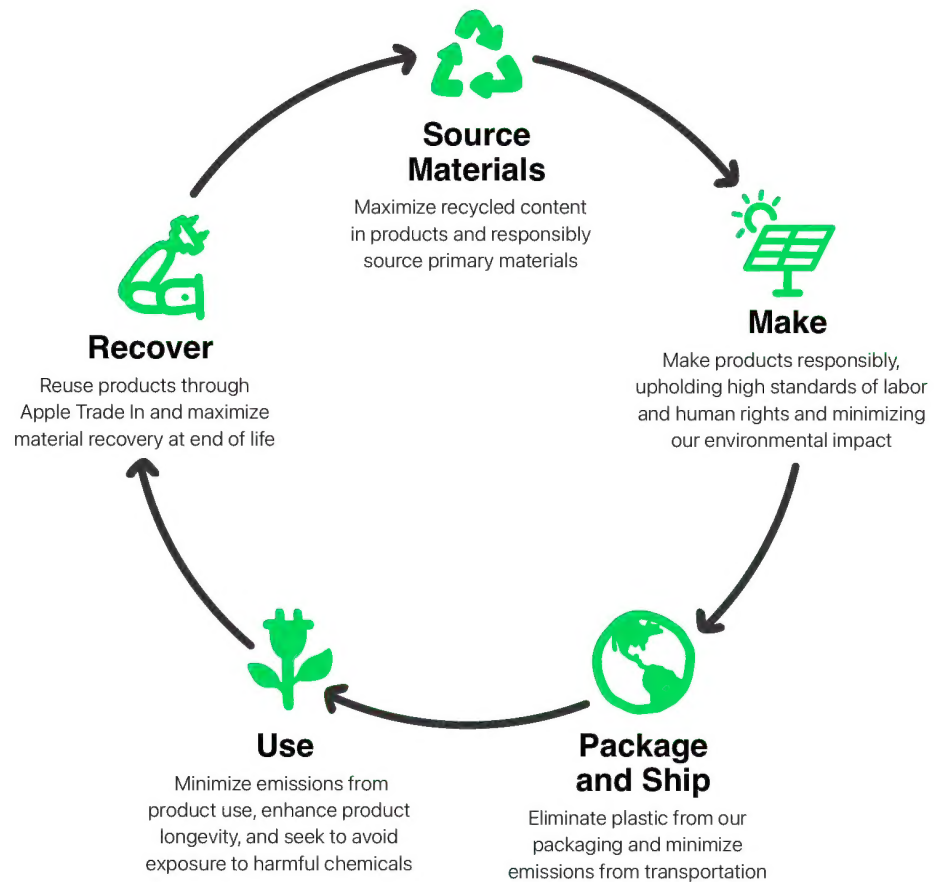 Source
Materials
Maximize recycled content
in products and responsibly
source primary materials
Make
Make products responsibly,
upholding high standards of labor
and human rights and minimizing
our environmental impact
Package
and Ship
Eliminate plastic from our
packaging and minimize
emissions from transportation
Use
Minimize emissions from
product use, enhance product
longevity, and seek to avoid
exposure to harmful chemicals
Recover
Reuse products through
Apple Trade In and maximize
material recovery at end of life